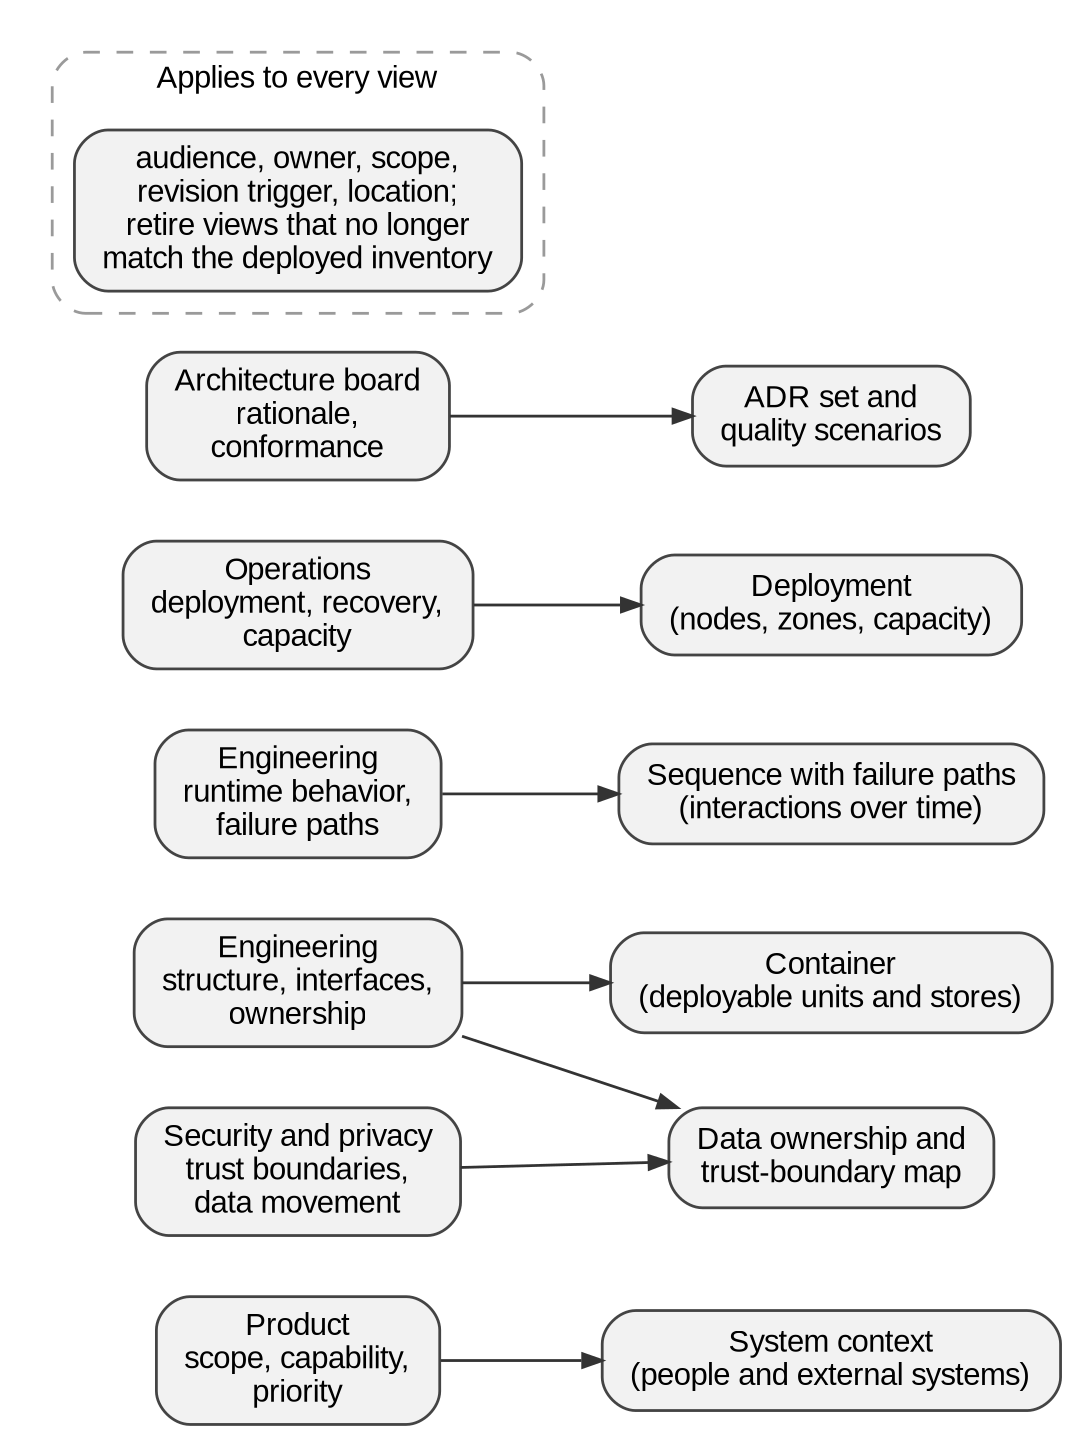 Applies to every view
audience, owner, scope,
revision trigger, location;
retire views that no longer
match the deployed inventory
Architecture board
rationale,
conformance
ADR set and
quality scenarios
Operations
deployment, recovery,
capacity
Deployment
(nodes, zones, capacity)
Engineering
runtime behavior,
failure paths
Sequence with failure paths
(interactions over time)
Engineering
structure, interfaces,
ownership
Container
(deployable units and stores)
Security and privacy
trust boundaries,
data movement
Data ownership and
trust-boundary map
Product
scope, capability,
priority
System context
(people and external systems)